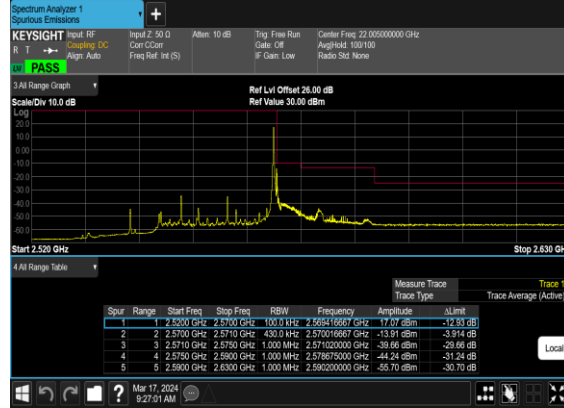 Spectrum Analyzer 1
Spurious Emissions
+
KEYSIGHT Input: RF Input Z: 50 Ω Atten: 10 dB Trig: Free Run Center Freq: 22.005000000 GHz
R T Coupling: DC Corr CCorr Gate: Off Avg|Hold: 100/100
Align: Auto Freq Ref: Int (S) IF Gain: Low Radio Std: None
PASS
3 All Range Graph
Ref Lvl Offset 26.00 dB
Scale/Div 10.0 dB Ref Value 30.00 dBm
Log
20.0
10.0
0.00
-10.0
-20.0
-30.0
-40.0
-50.0
-60.0
Start 2.520 GHz Stop 2.630 GH
4 All Range Table
Measure Trace Trace 1
Trace Type Trace Average (Active)
Spur Range Start Freq Stop Freq RBW Frequency Amplitude ΔLimit
1 1 2.5200 GHz 2.5700 GHz 100.0 kHz 2.569416667 GHz 17.07 dBm -12.93 dB
2 2 2.5700 GHz 2.5710 GHz 430.0 kHz 2.570016667 GHz -13.91 dBm -3.914 dB
3 3 2.5710 GHz 2.5750 GHz 1.000 MHz 2.571020000 GHz -39.66 dBm -29.66 dB
4 4 2.5750 GHz 2.5900 GHz 1.000 MHz 2.578675000 GHz -44.24 dBm -31.24 dB
5 5 2.5900 GHz 2.6300 GHz 1.000 MHz 2.590200000 GHz -55.70 dBm -30.70 dB
Local
?
Mar 17, 2024
9:27:01 AM